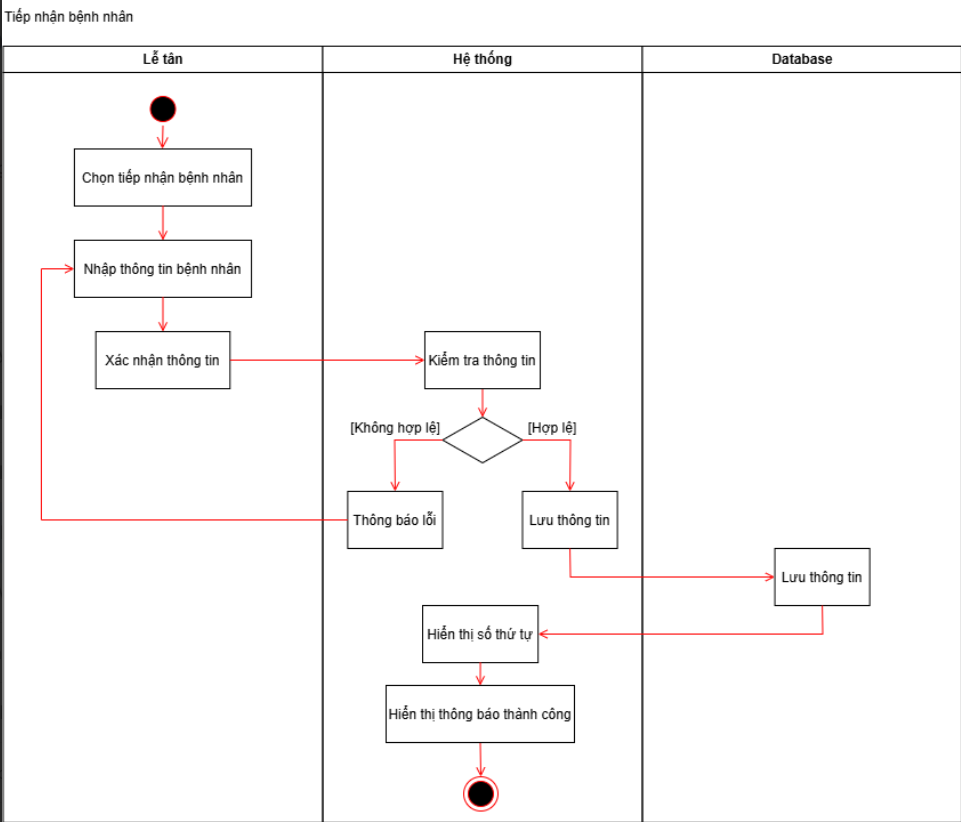 Tiếp nhận bệnh nhân
Lễ tân
Hệ thống
Database
Chọn tiếp nhận bệnh nhân
Nhập thông tin bệnh nhân
Xác nhận thông tin
Kiểm tra thông tin
[Không hợp lệ]
[Hợp lệ]
Thông báo lỗi
Lưu thông tin
Lưu thông tin
Hiển thị số thứ tự
Hiển thị thông báo thành công